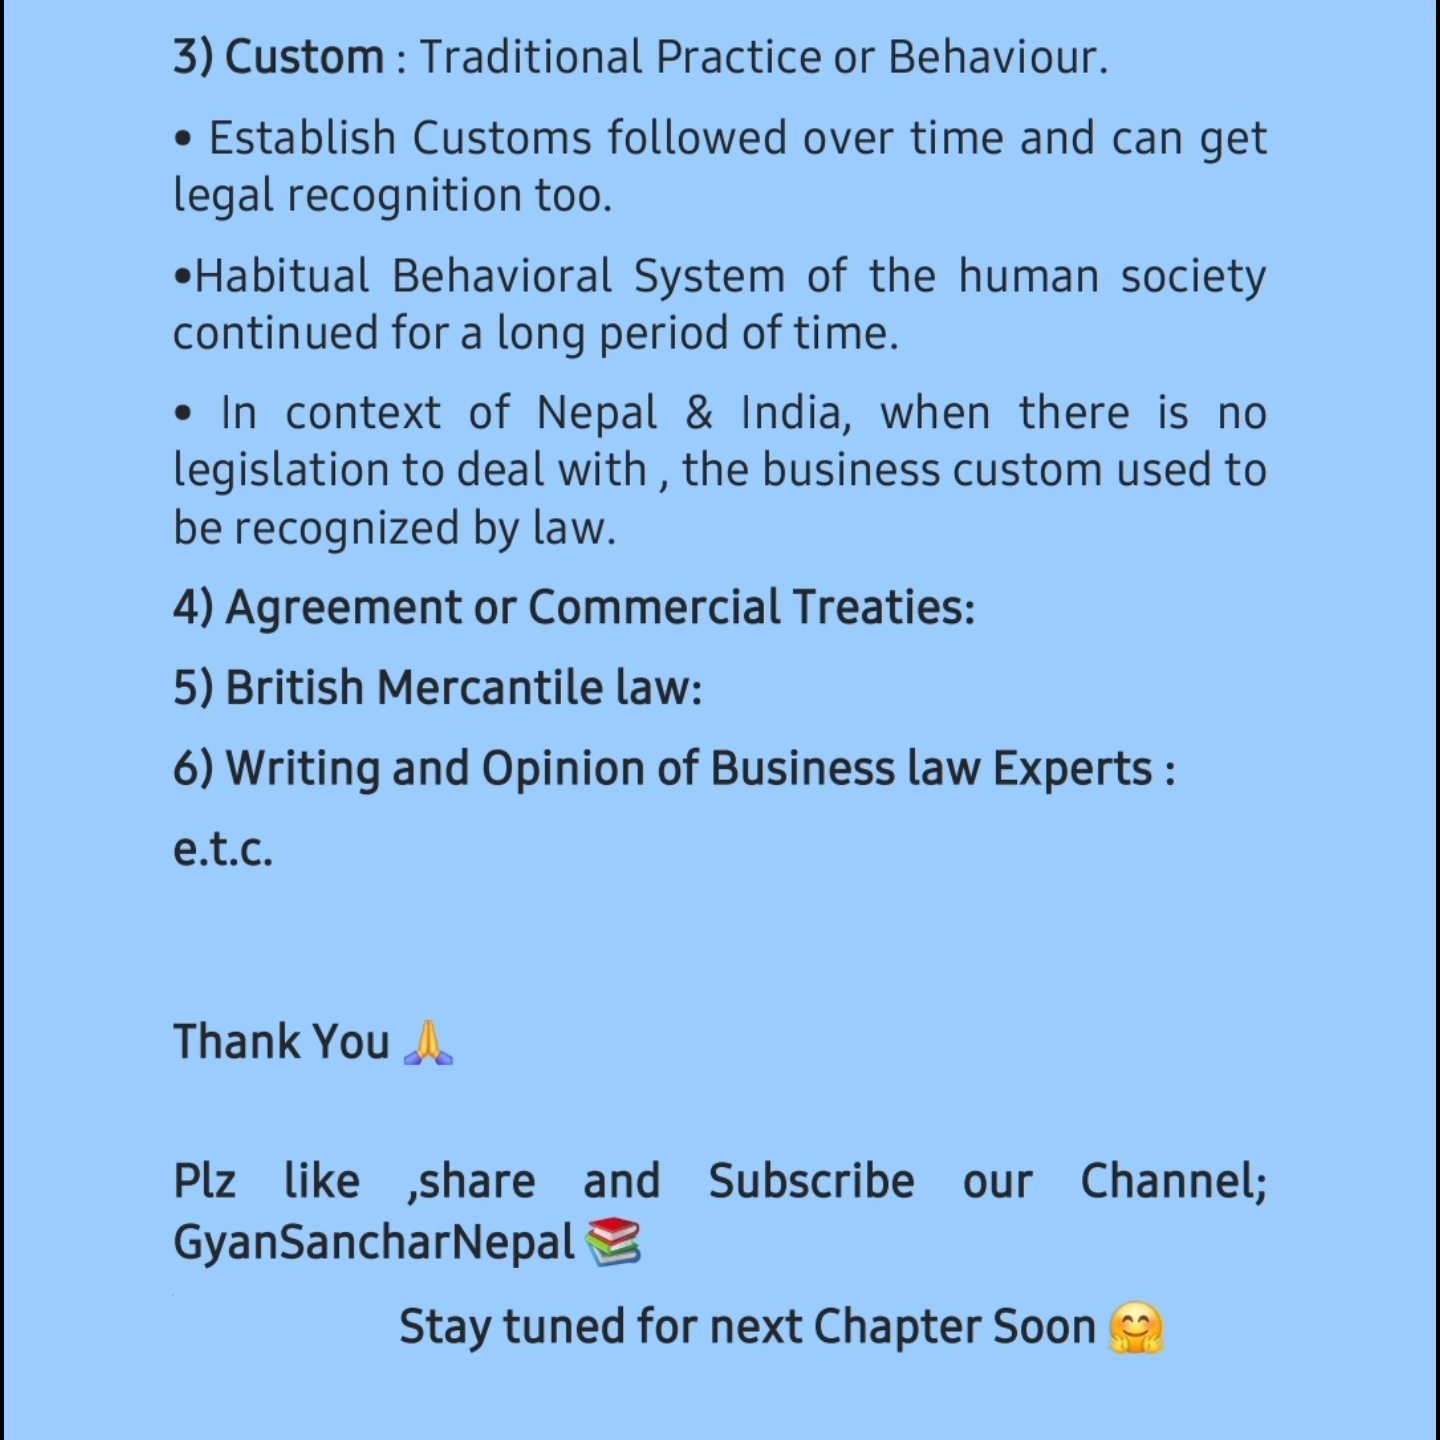 3) Custom : Traditional Practice or Behaviour.
• Establish Customs followed over time and can get
legal recognition too.
•Habitual Behavioral System of the human society
continued for a long period of time.
• In context of Nepal & India, when there is no
legislation to deal with , the business custom used to
be recognized by law.
4) Agreement or Commercial Treaties:
5) British Mercantile law:
6) Writing and Opinion of Business law Experts :
e.t.c.
Thank You 🙏
Plz like ,share and Subscribe our Channel;
GyanSancharNepal 📚
Stay tuned for next Chapter Soon 🤗